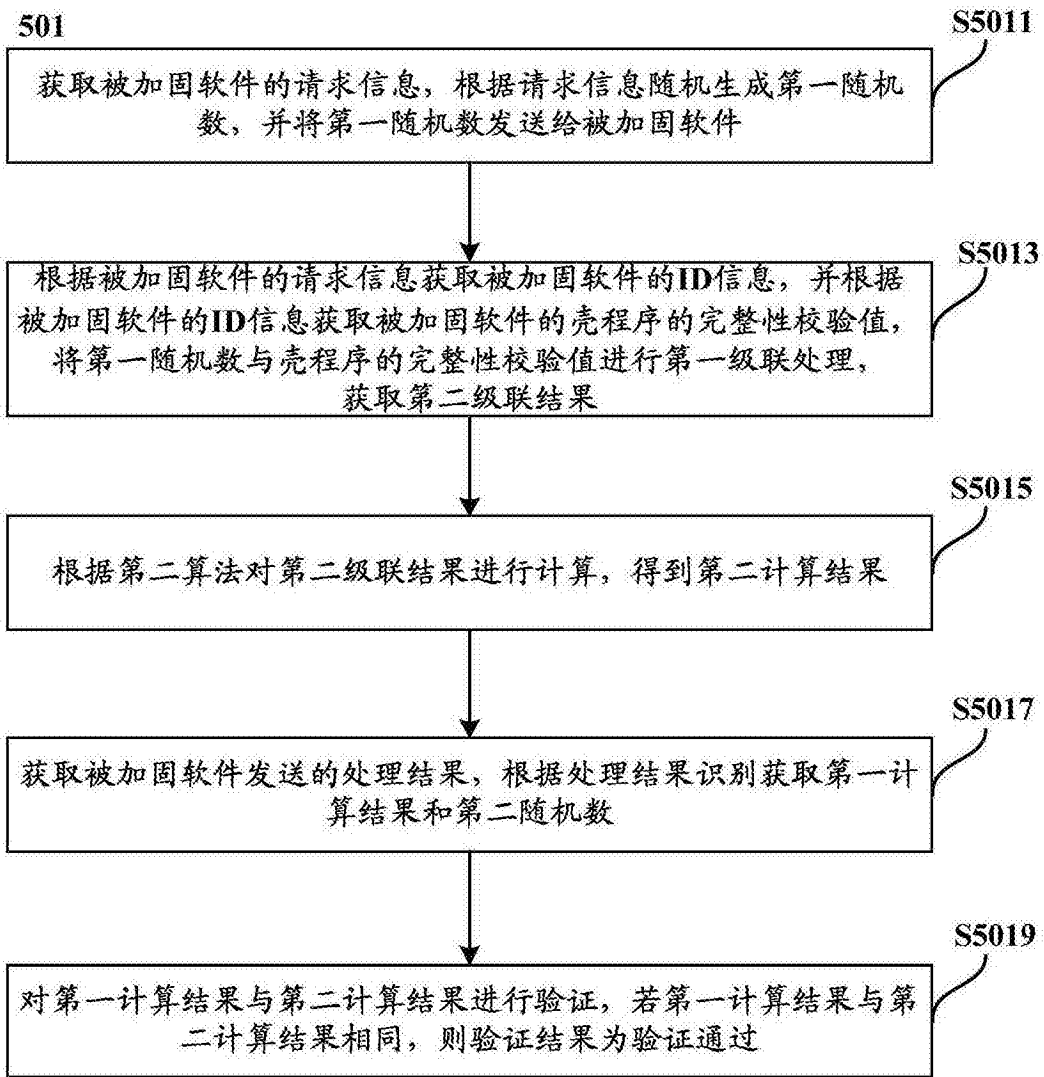 501
S5011
获取被加固软件的请求信息，根据请求信息随机生成第一随机
数，并将第一随机数发送给被加固软件
S5013
根据被加固软件的请求信息获取被加固软件的ID信息，并根据
被加固软件的ID信息获取被加固软件的壳程序的完整性校验值，
将第一随机数与壳程序的完整性校验值进行第一级联处理，
获取第二级联结果
S5015
根据第二算法对第二级联结果进行计算，得到第二计算结果
S5017
获取被加固软件发送的处理结果，根据处理结果识别获取第一计
算结果和第二随机数
S5019
对第一计算结果与第二计算结果进行验证，若第一计算结果与第
二计算结果相同，则验证结果为验证通过